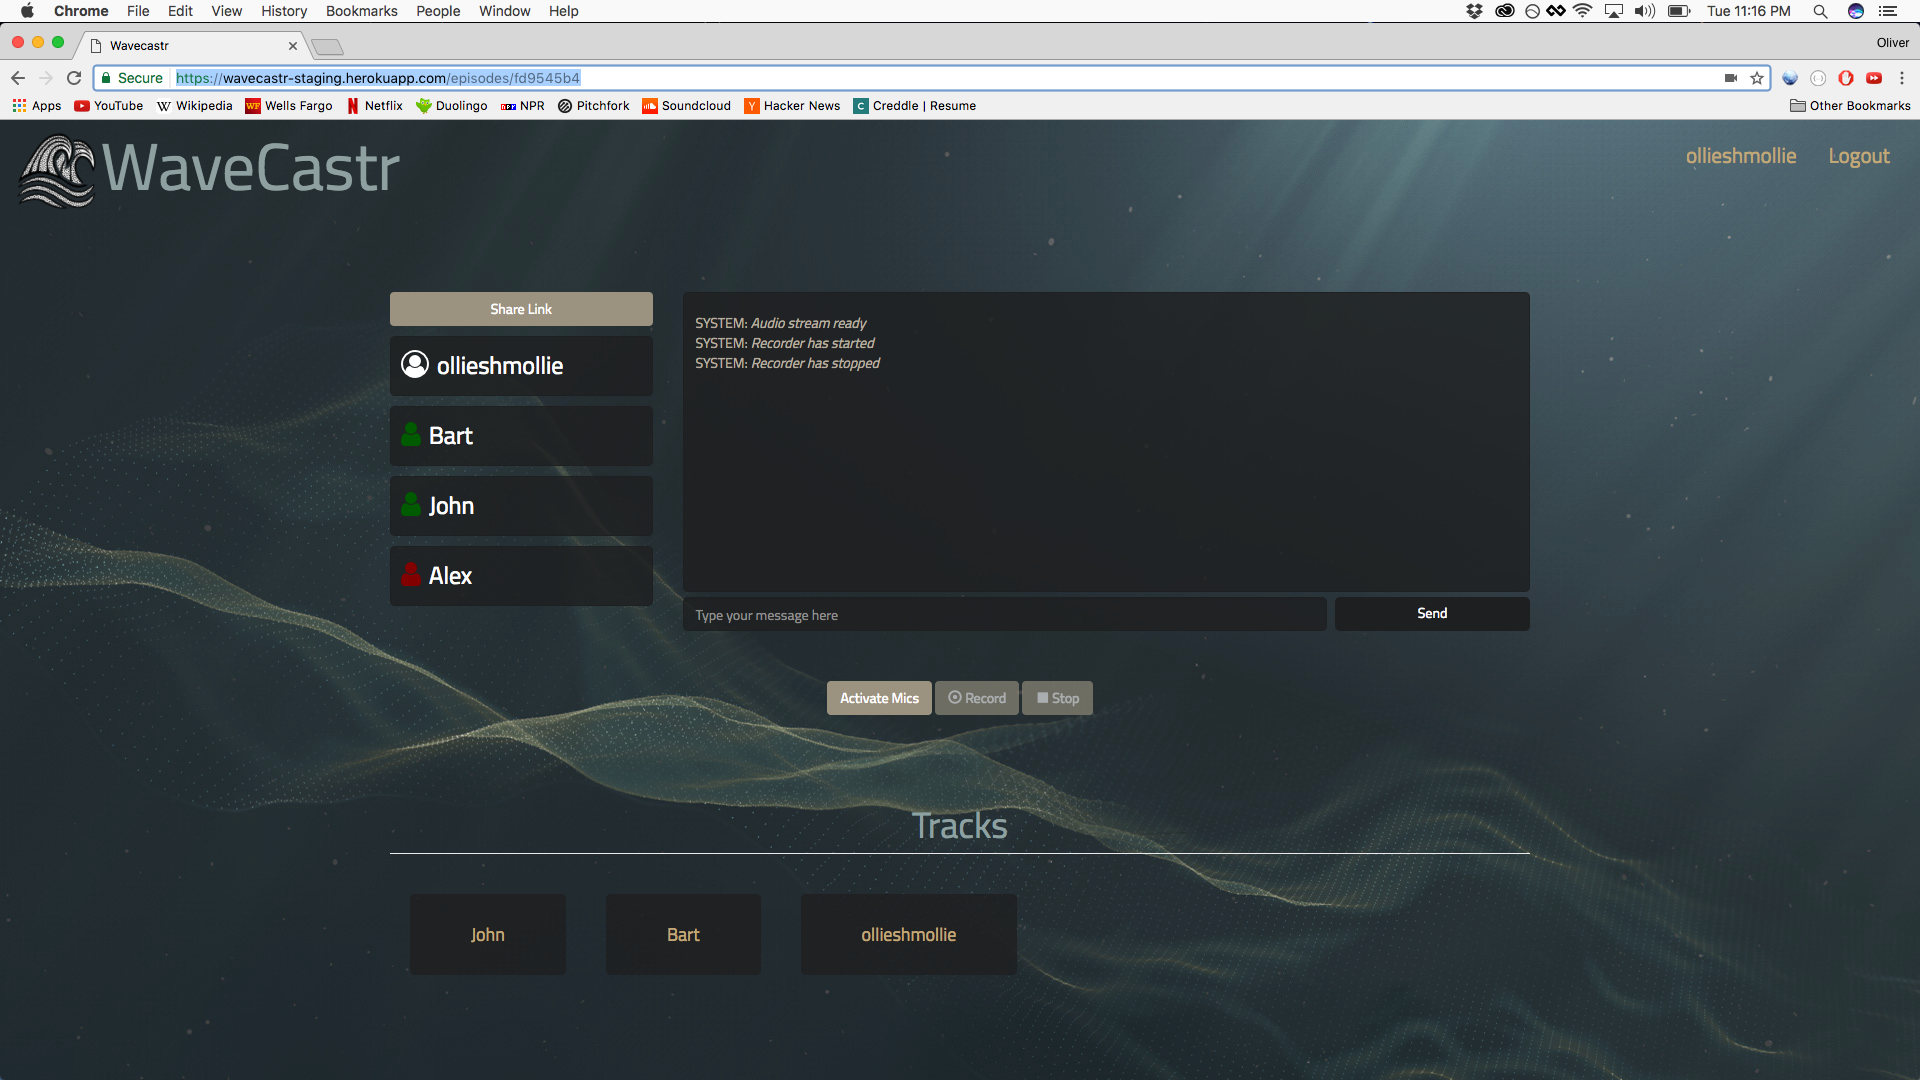 Chrome File Edit View History Bookmarks People Window Help Tue 11:16 PM
Wavecastr Oliver
Secure https://wavecastr-staging.herokuapp.com/episodes/fd9545b4
Apps YouTube Wikipedia Wells Fargo Netflix Duolingo NPR Pitchfork Soundcloud Hacker News Creddle | Resume Other Bookmarks
WaveCastr ollieshmollie Logout
Share Link
ollieshmollie
Bart
John
Alex
SYSTEM: Audio stream ready
SYSTEM: Recorder has started
SYSTEM: Recorder has stopped
Type your message here Send
Activate Mics Record Stop
Tracks
John Bart ollieshmollie